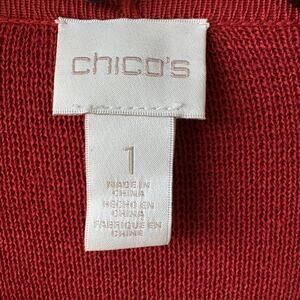 chico's
1
MADE IN
CHINA
HECHO EN
CHINA
FABRIQUE EN
CHINE